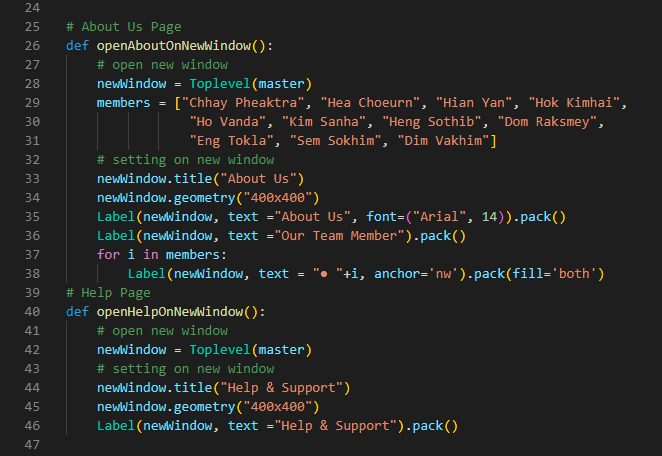 24
25 # About Us Page
26 def openAboutOnNewWindow():
27     # open new window
28     newWindow = Toplevel(master)
29     members = ["Chhay Pheaktra", "Hea Choeurn", "Hian Yan", "Hok Kimhai",
30                 "Ho Vanda", "Kim Sanha", "Heng Sothib", "Dom Raksmey",
31                 "Eng Tokla", "Sem Sokhim", "Dim Vakhim"]
32     # setting on new window
33     newWindow.title("About Us")
34     newWindow.geometry("400x400")
35     Label(newWindow, text ="About Us", font=("Arial", 14)).pack()
36     Label(newWindow, text ="Our Team Member").pack()
37     for i in members:
38         Label(newWindow, text = "● "+i, anchor='nw').pack(fill='both')
39 # Help Page
40 def openHelpOnNewWindow():
41     # open new window
42     newWindow = Toplevel(master)
43     # setting on new window
44     newWindow.title("Help & Support")
45     newWindow.geometry("400x400")
46     Label(newWindow, text ="Help & Support").pack()
47